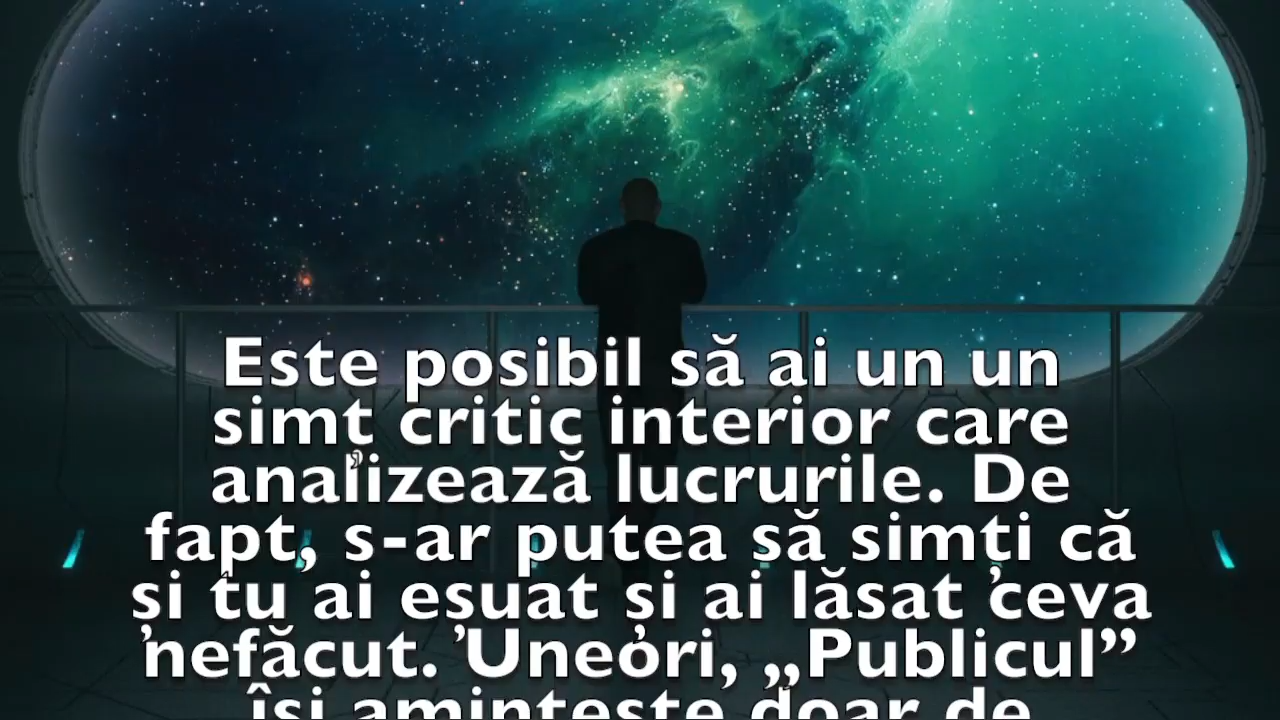 Este posibil să ai un un
simț critic interior care
analizează lucrurile. De
fapt, s-ar putea să simți că
și tu ai eșuat și ai lăsat ceva
nefăcut. Uneori, „Publicul”
își amintește doar de